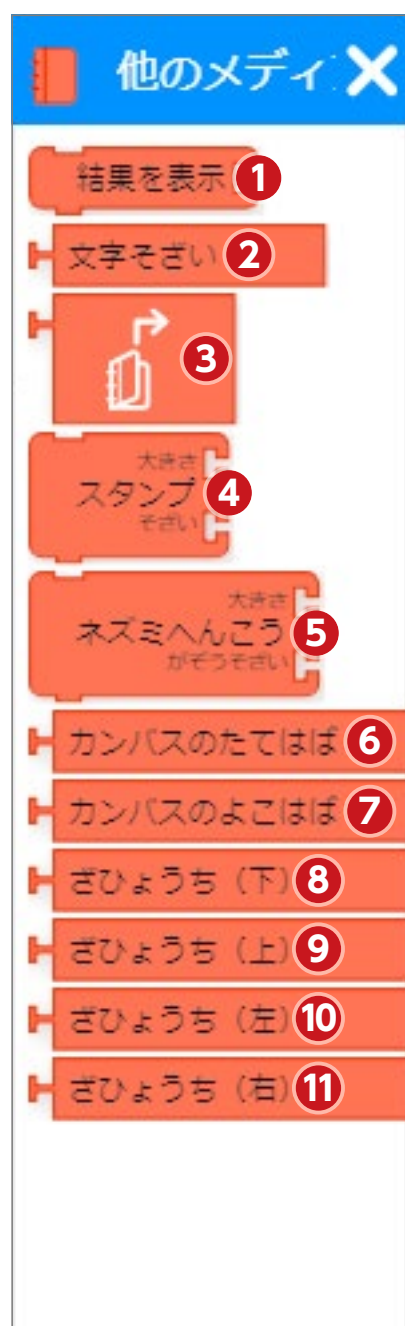 他のメディ
結果を表示 1
文字そざい 2
3
大きさ
スタンプ 4
そざい
大きさ
ネズミへんこう 5
がぞうそざい
カンバスのたてはば 6
カンバスのよこはば 7
ざひょうち（下） 8
ざひょうち（上） 9
ざひょうち（左） 10
ざひょうち（右） 11